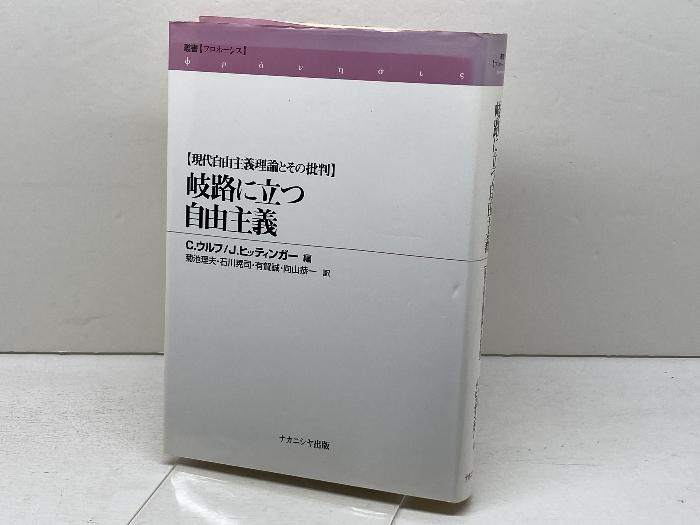 叢書【フロネーシス】
φ ρ ό ν η σ ι ς
【現代自由主義理論とその批判】
岐路に立つ
自由主義
C.ウルフ/J.ヒッティンガー 編
菊池理夫・石川晃司・有賀誠・向山恭一 訳
ナカニシヤ出版
岐路に立つ自由主義